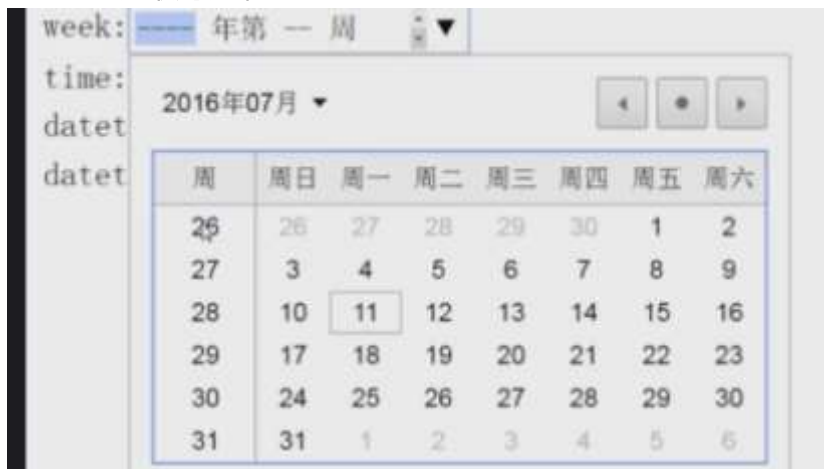 week: ---- 年第 -- 周
time:
2016年07月
datet
datet
周 周日 周一 周二 周三 周四 周五 周六
26 26 27 28 29 30 1 2
27 3 4 5 6 7 8 9
28 10 11 12 13 14 15 16
29 17 18 19 20 21 22 23
30 24 25 26 27 28 29 30
31 31 1 2 3 4 5 6